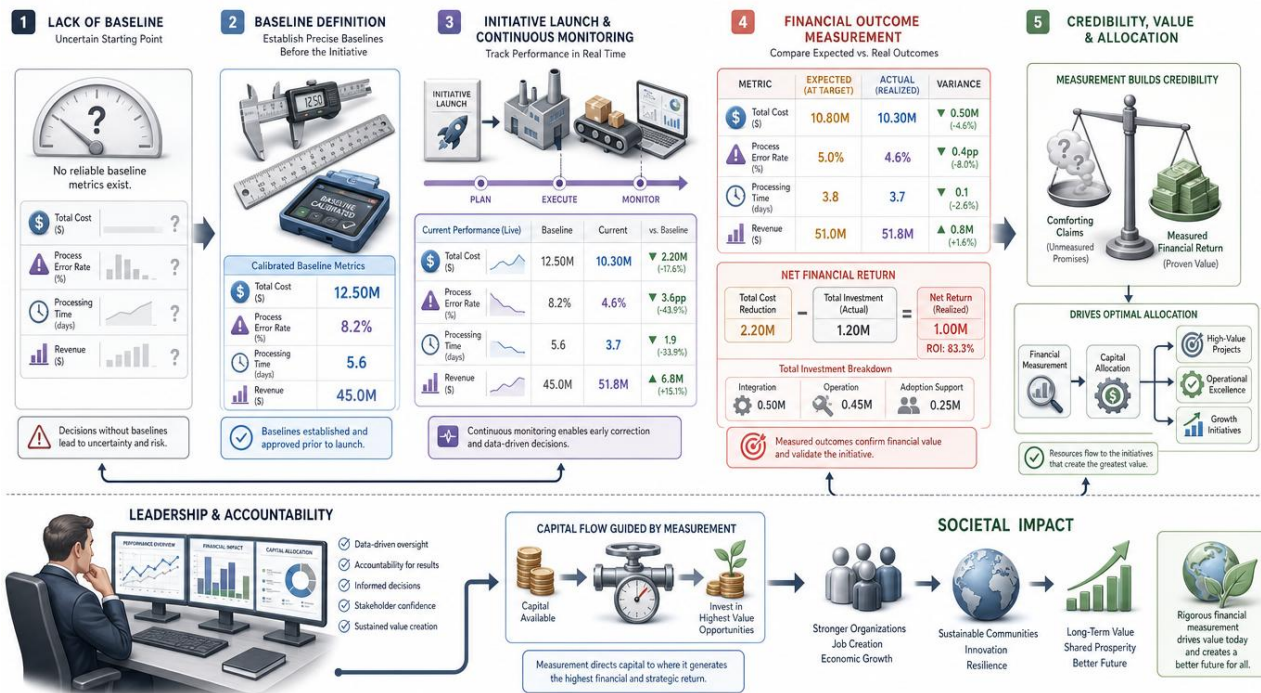 1
LACK OF BASELINE
Uncertain Starting Point
?
No reliable baseline
metrics exist.
Total Cost
($)
?
Process
Error Rate
(%)
?
Processing
Time
(days)
?
Revenue
($)
?
Decisions without baselines
lead to uncertainty and risk.
2
BASELINE DEFINITION
Establish Precise Baselines
Before the Initiative
12.50
BASELINE
CALIBRATED
Calibrated Baseline Metrics
Total Cost
($)
12.50M
Process
Error Rate
(%)
8.2%
Processing
Time
(days)
5.6
Revenue
($)
45.0M
Baselines established and
approved prior to launch.
3
INITIATIVE LAUNCH &
CONTINUOUS MONITORING
Track Performance in Real Time
INITIATIVE
LAUNCH
PLAN
EXECUTE
MONITOR
Current Performance (Live)
Baseline
Current
vs. Baseline
Total Cost
($)
12.50M
10.30M
▼ 2.20M
(-17.6%)
Process
Error Rate
(%)
8.2%
4.6%
▼ 3.6pp
(-43.9%)
Processing
Time
(days)
5.6
3.7
▼ 1.9
(-33.9%)
Revenue
($)
45.0M
51.8M
▲ 6.8M
(+15.1%)
Continuous monitoring enables early correction
and data-driven decisions.
4
FINANCIAL OUTCOME
MEASUREMENT
Compare Expected vs. Real Outcomes
METRIC
EXPECTED
(AT TARGET)
ACTUAL
(REALIZED)
VARIANCE
Total Cost
($)
10.80M
10.30M
▼ 0.50M
(-4.6%)
Process
Error Rate
(%)
5.0%
4.6%
▼ 0.4pp
(-8.0%)
Processing
Time
(days)
3.8
3.7
▼ 0.1
(-2.6%)
Revenue
($)
51.0M
51.8M
▲ 0.8M
(+1.6%)
NET FINANCIAL RETURN
Total Cost
Reduction
2.20M
−
Total Investment
(Actual)
1.20M
=
Net Return
(Realized)
1.00M
ROI: 83.3%
Total Investment Breakdown
Integration
0.50M
Operation
0.45M
Adoption Support
0.25M
Measured outcomes confirm financial value
and validate the initiative.
5
CREDIBILITY, VALUE
& ALLOCATION
MEASUREMENT BUILDS CREDIBILITY
Comforting
Claims
(Unmeasured
Promises)
Measured
Financial Return
(Proven Value)
DRIVES OPTIMAL ALLOCATION
Financial
Measurement
Capital
Allocation
High-Value
Projects
Operational
Excellence
Growth
Initiatives
Resources flow to the initiatives
that create the greatest value.
LEADERSHIP & ACCOUNTABILITY
PERFORMANCE OVERVIEW
FINANCIAL IMPACT
CAPITAL ALLOCATION
Data-driven oversight
Accountability for results
Informed decisions
Stakeholder confidence
Sustained value creation
CAPITAL FLOW GUIDED BY MEASUREMENT
Capital
Available
Invest in
Highest Value
Opportunities
Measurement directs capital to where it generates
the highest financial and strategic return.
SOCIETAL IMPACT
Stronger Organizations
Job Creation
Economic Growth
Sustainable Communities
Innovation
Resilience
Long-Term Value
Shared Prosperity
Better Future
Rigorous financial
measurement
drives value today
and creates a
better future for all.